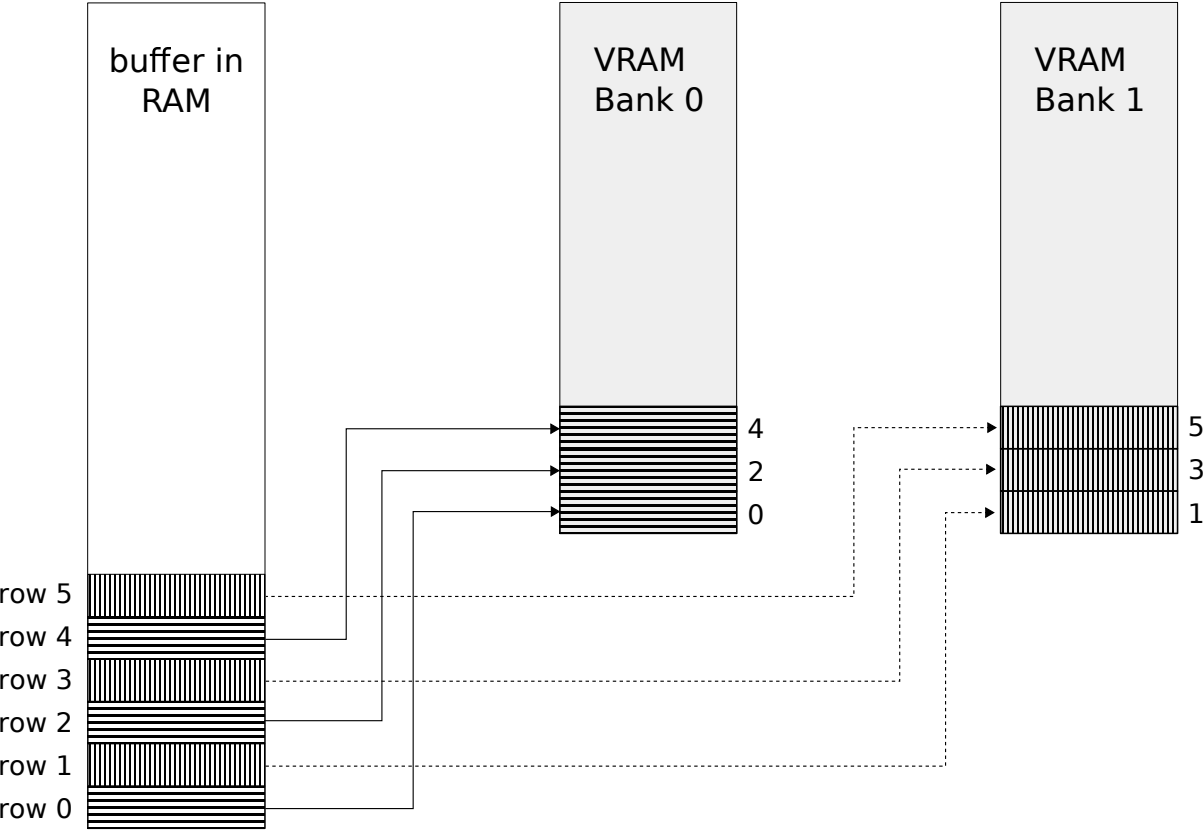 buffer in
RAM
VRAM
Bank 0
VRAM
Bank 1
4
2
0
5
3
1
row 5
row 4
row 3
row 2
row 1
row 0